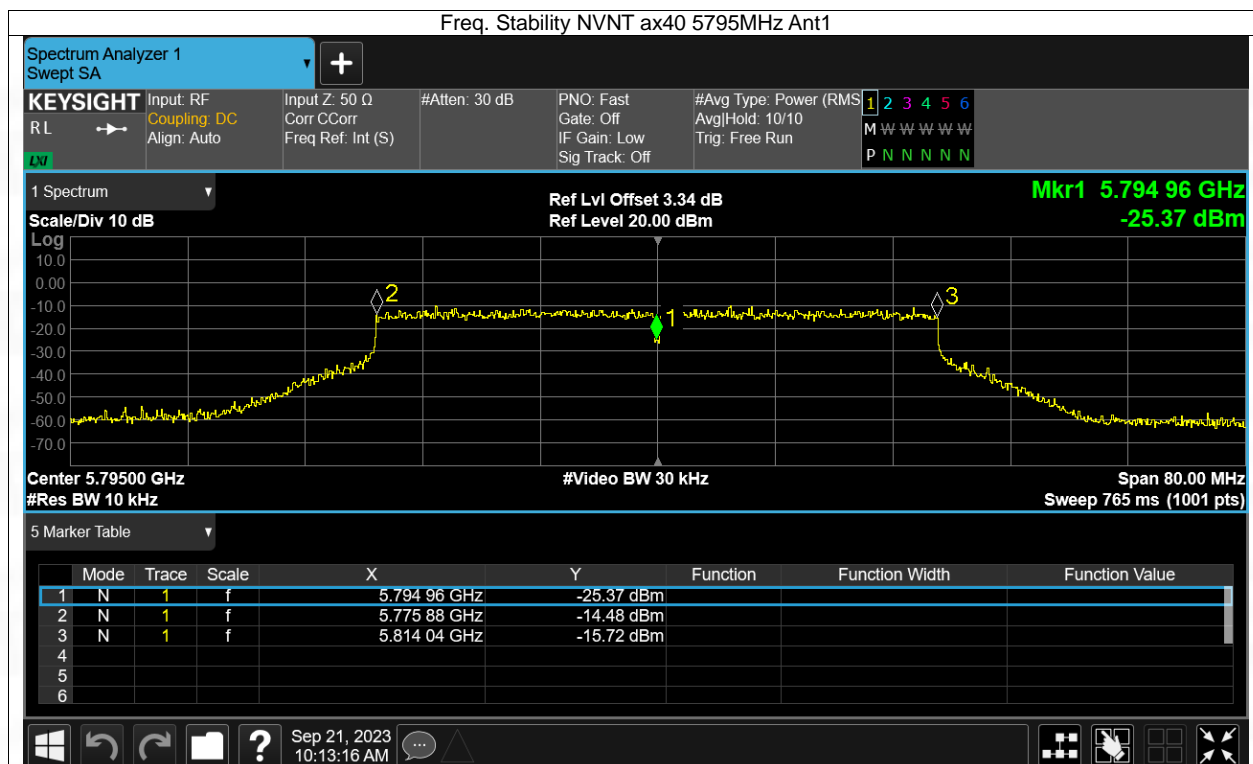 Freq. Stability NVNT ax40 5795MHz Ant1
Spectrum Analyzer 1
Swept SA
KEYSIGHT
RL
LXI
Input: RF
Coupling: DC
Align: Auto
Input Z: 50 Ω
Corr CCorr
Freq Ref: Int (S)
#Atten: 30 dB
PNO: Fast
Gate: Off
IF Gain: Low
Sig Track: Off
#Avg Type: Power (RMS
Avg|Hold: 10/10
Trig: Free Run
1 2 3 4 5 6
M W W W W W W
P N N N N N N
1 Spectrum
Scale/Div 10 dB
Ref Lvl Offset 3.34 dB
Ref Level 20.00 dBm
Mkr1 5.794 96 GHz
-25.37 dBm
Log
10.0
0.00
-10.0
-20.0
-30.0
-40.0
-50.0
-60.0
-70.0
2
1
3
Center 5.79500 GHz
#Video BW 30 kHz
Span 80.00 MHz
#Res BW 10 kHz
Sweep 765 ms (1001 pts)
5 Marker Table
Mode Trace Scale X Y Function Function Width Function Value
1 N 1 f 5.794 96 GHz -25.37 dBm
2 N 1 f 5.775 88 GHz -14.48 dBm
3 N 1 f 5.814 04 GHz -15.72 dBm
4
5
6
?
Sep 21, 2023
10:13:16 AM